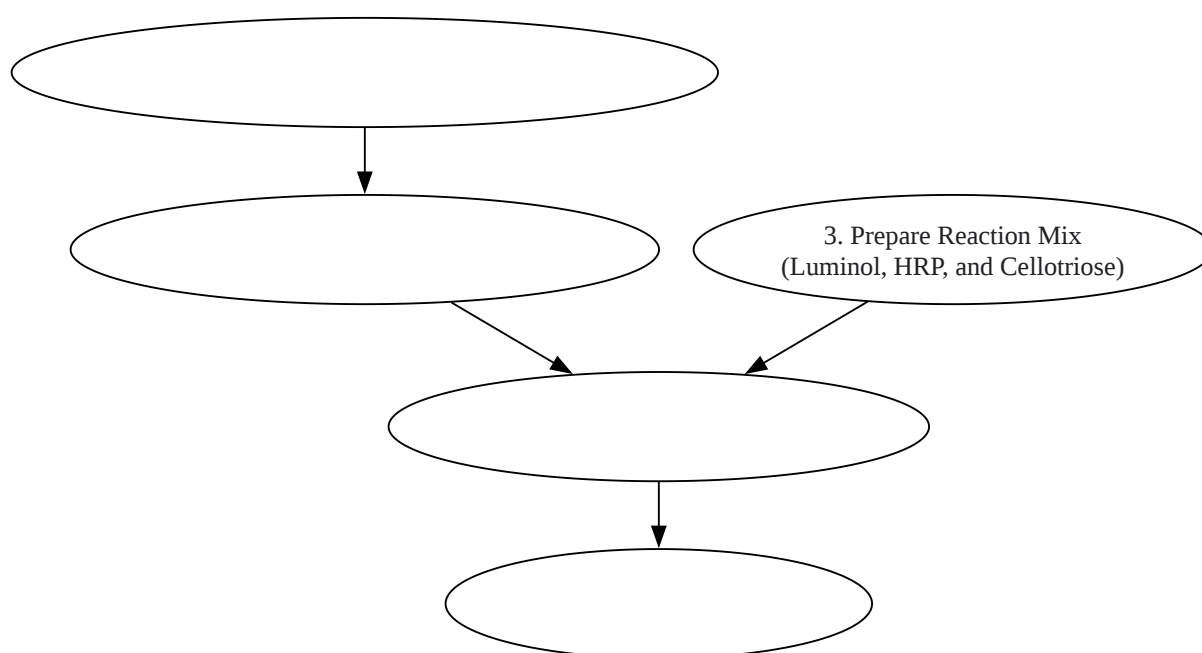 3. Prepare Reaction Mix
(Luminol, HRP, and Cellotriose)